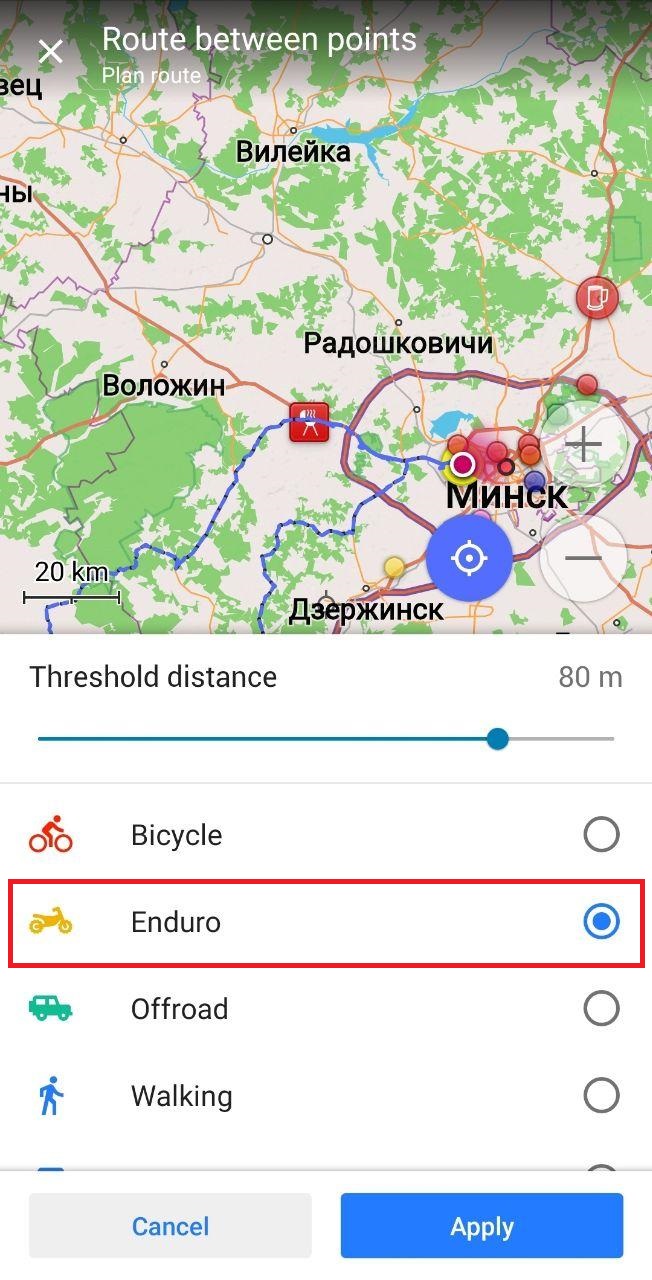 Route between points
Plan route
вец
Вилейка
ны
Радошковичи
Воложин
Минск
20 km
Дзержинск
Threshold distance
80 m
Bicycle
Enduro
Offroad
Walking
Cancel
Apply